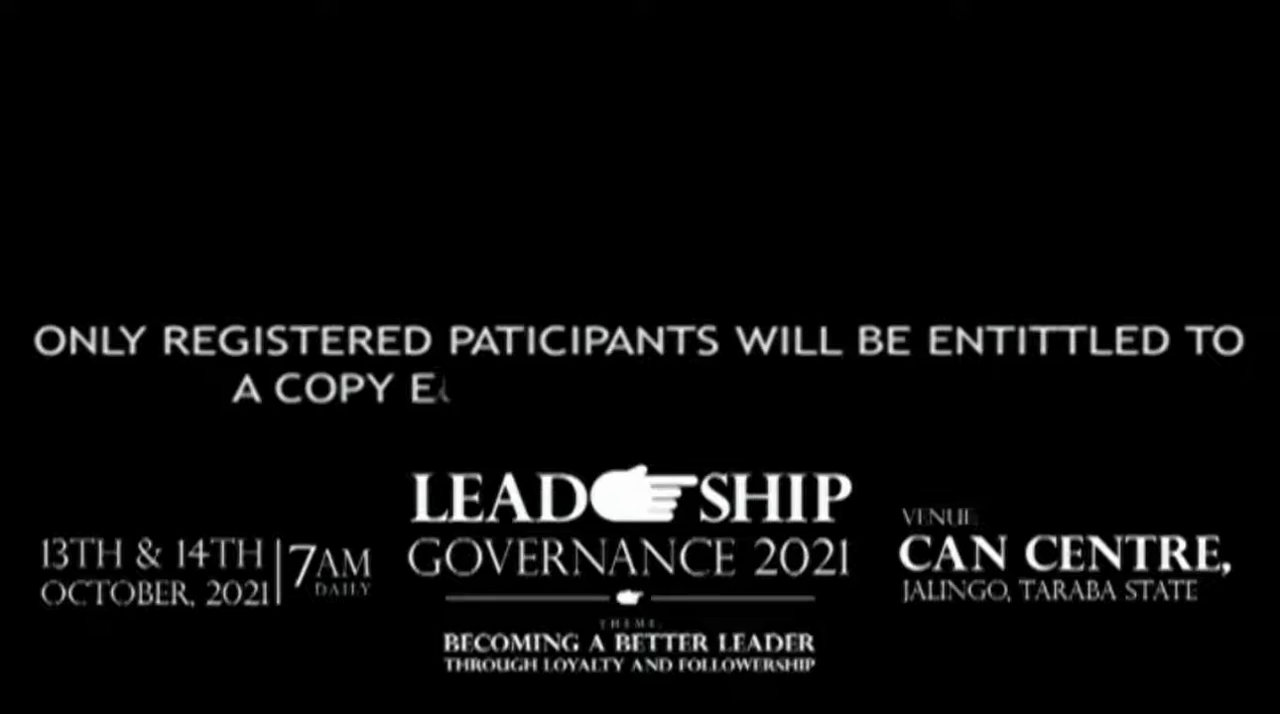 ONLY REGISTERED PATICIPANTS WILL BE ENTITTLED TO
A COPY E
LEAD SHIP
GOVERNANCE 2021
13TH & 14TH
OCTOBER, 2021
7AM
DAILY
THEME:
BECOMING A BETTER LEADER
THROUGH LOYALTY AND FOLLOWERSHIP
VENUE
CAN CENTRE,
JALINGO, TARABA STATE